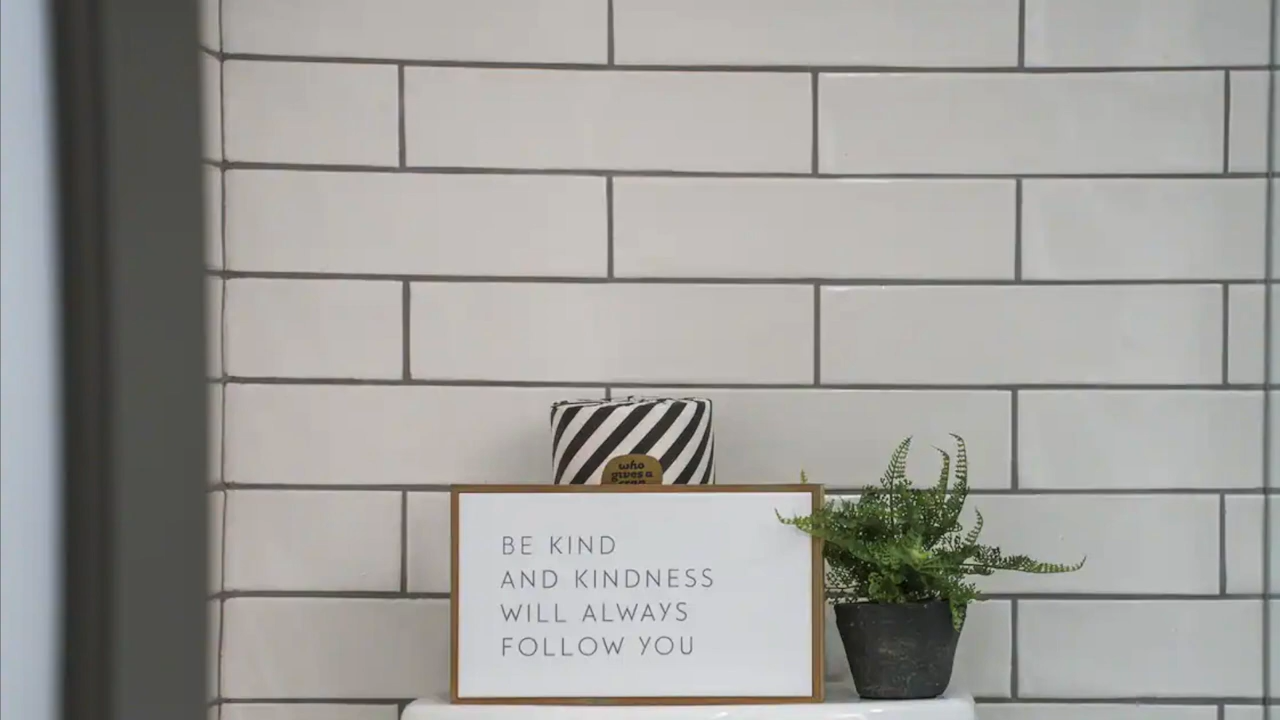 who
gives a
BE KIND
AND KINDNESS
WILL ALWAYS
FOLLOW YOU